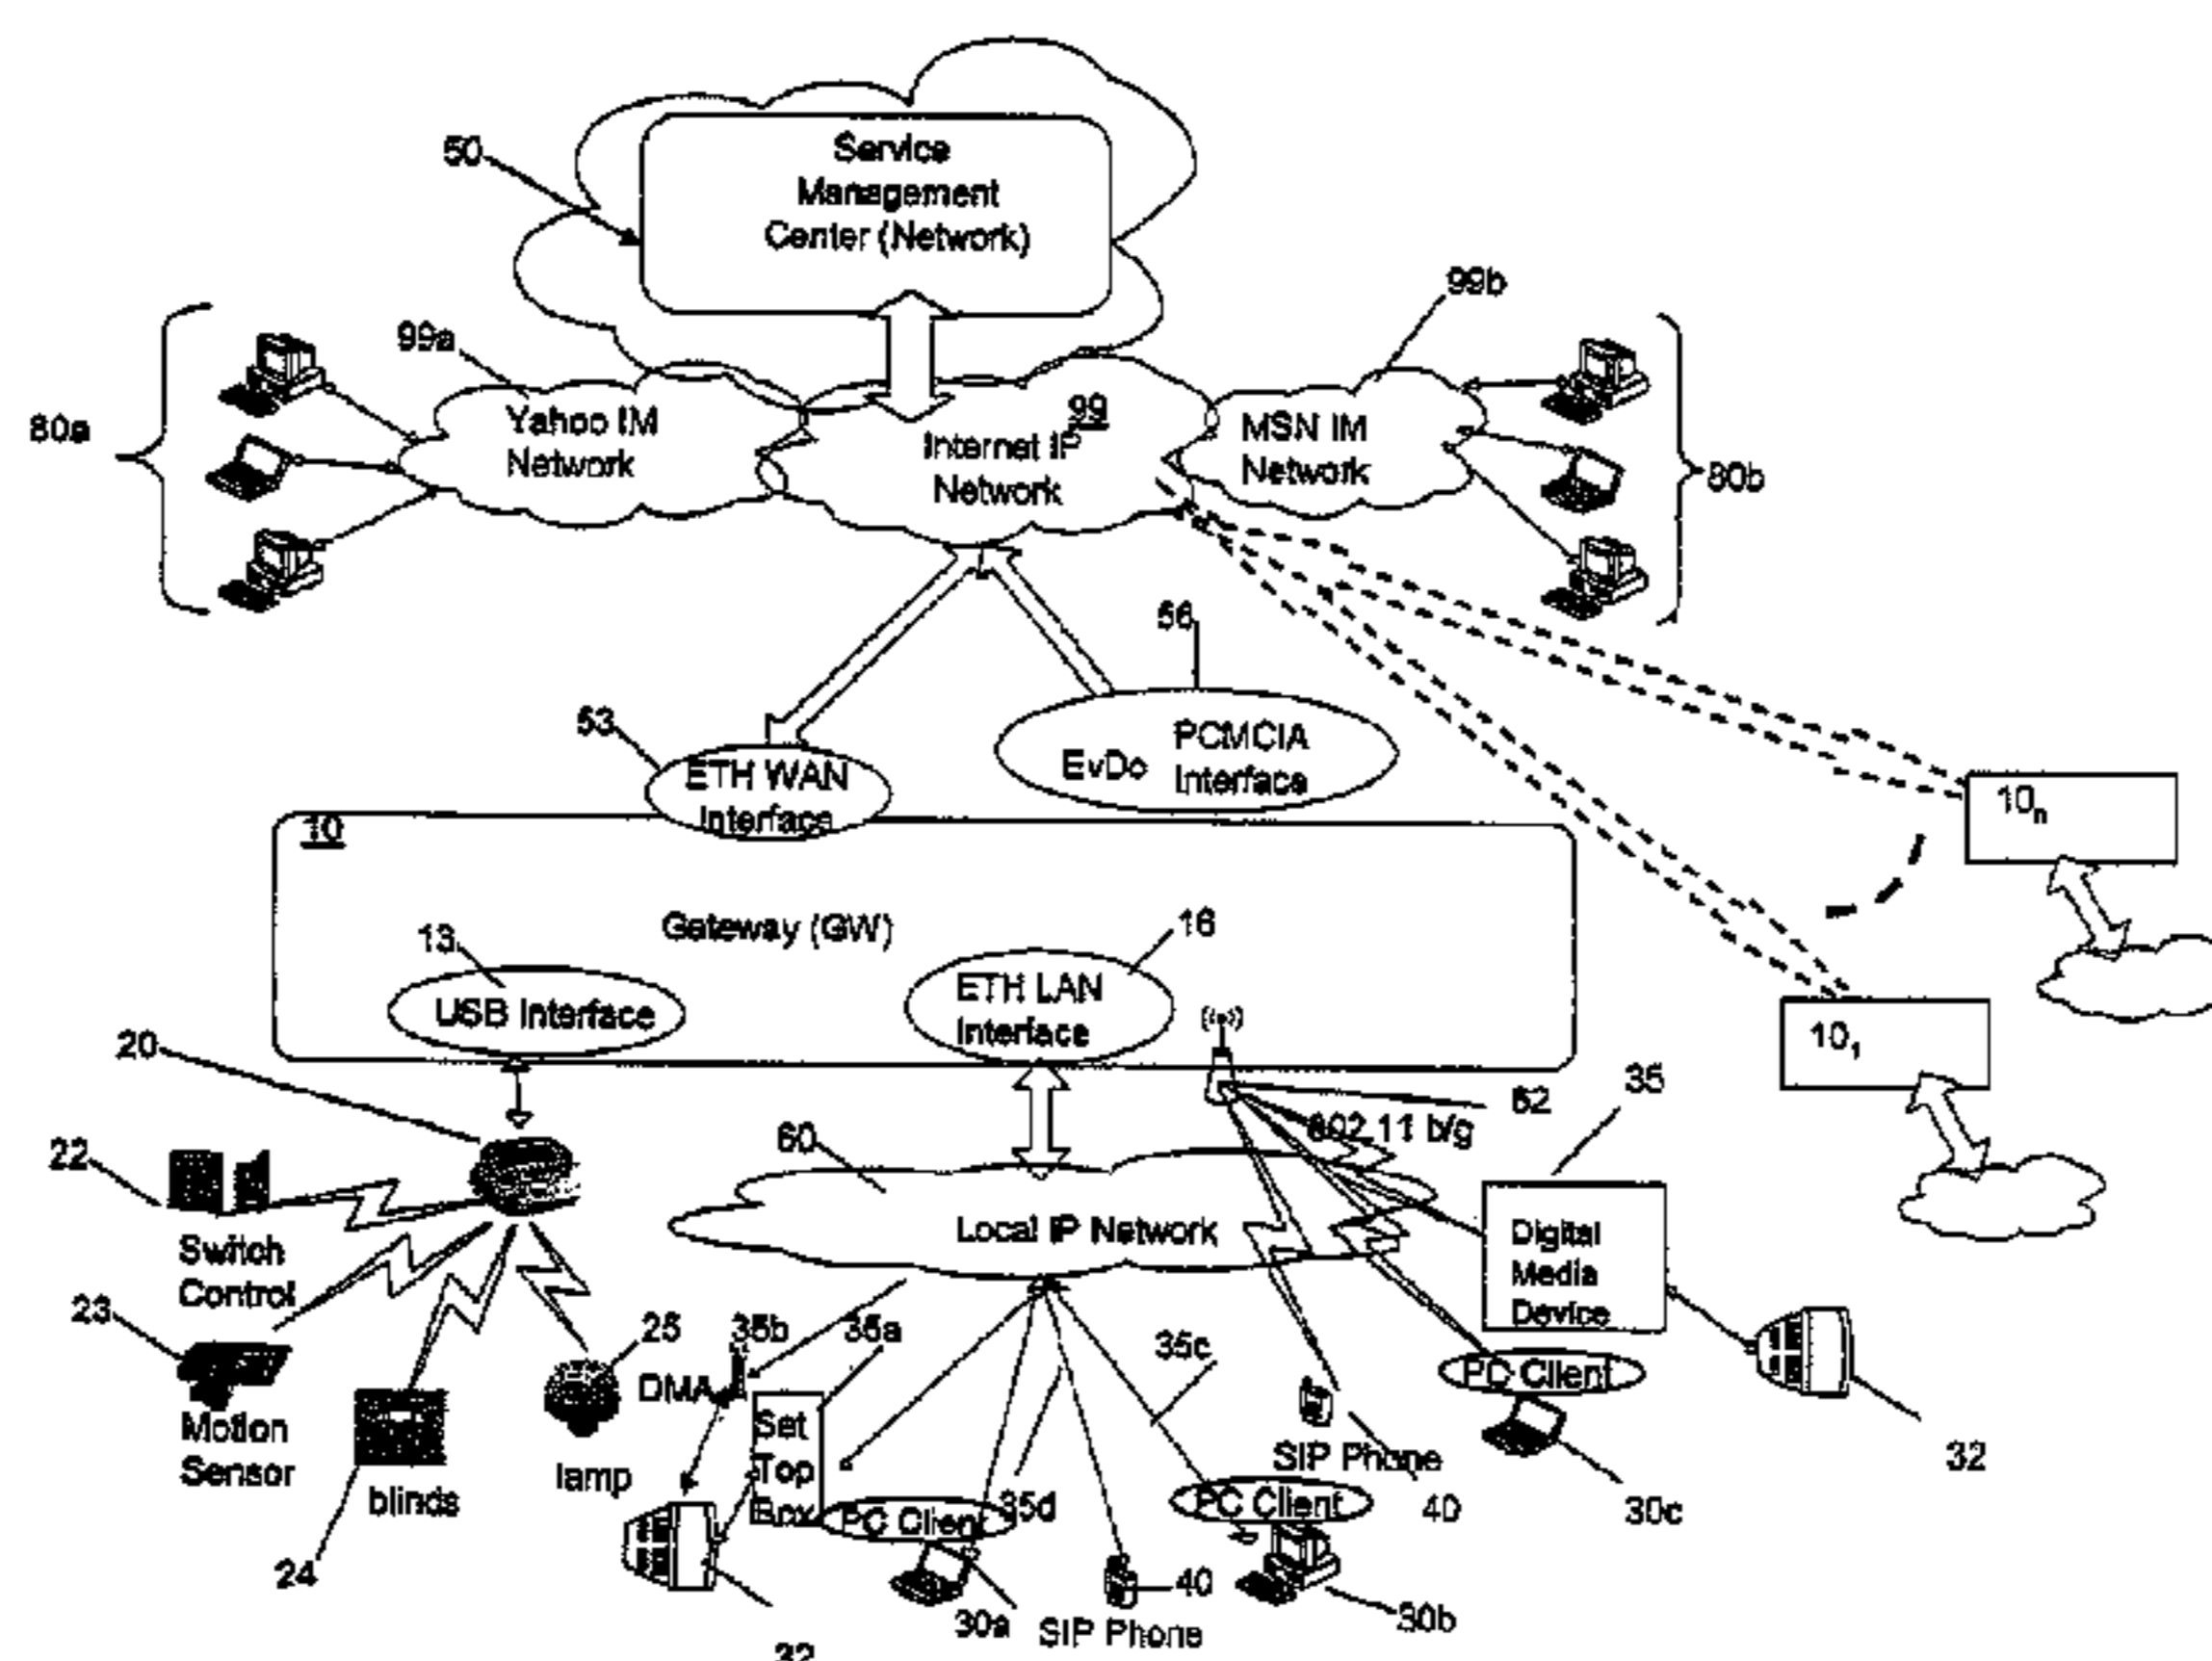 50
Service
Management
Center (Network)
99b
99a
80a
Yahoo IM
Network
99
Internet IP
Network
MSN IM
Network
80b
56
53
ETH WAN
Interface
EvDo
PCMCIA
Interface
10
10n
Gateway (GW)
13
USB Interface
16
ETH LAN
Interface
((•))
101
20
62
35
802.11 b/g
22
60
Switch
Control
Local IP Network
Digital
Media
Device
23
25
35b
35a
35c
DMA
PC Client
Motion
Sensor
Set
Top
Box
lamp
blinds
SIP Phone
32
PC Client
35d
PC Client
40
30c
24
40
30a
SIP Phone
30b
32